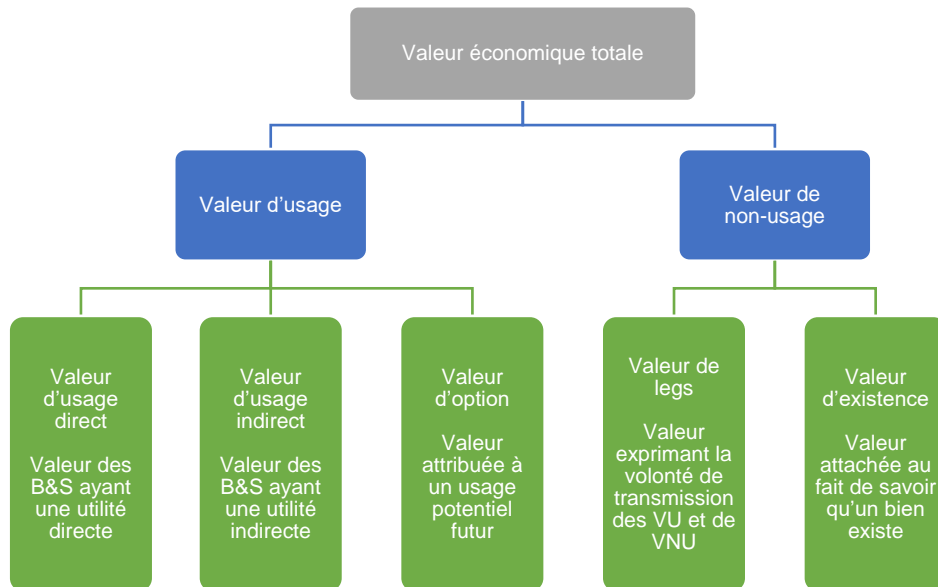 Valeur économique totale
Valeur d’usage
Valeur de
non-usage
Valeur
d’usage
direct
Valeur des
B&S ayant
une utilité
directe
Valeur
d’usage
indirect
Valeur des
B&S ayant
une utilité
indirecte
Valeur
d’option
Valeur
attribuée à
un usage
potentiel
futur
Valeur de
legs
Valeur
exprimant la
volonté de
transmission
des VU et de
VNU
Valeur
d’existence
Valeur
attachée au
fait de savoir
qu’un bien
existe